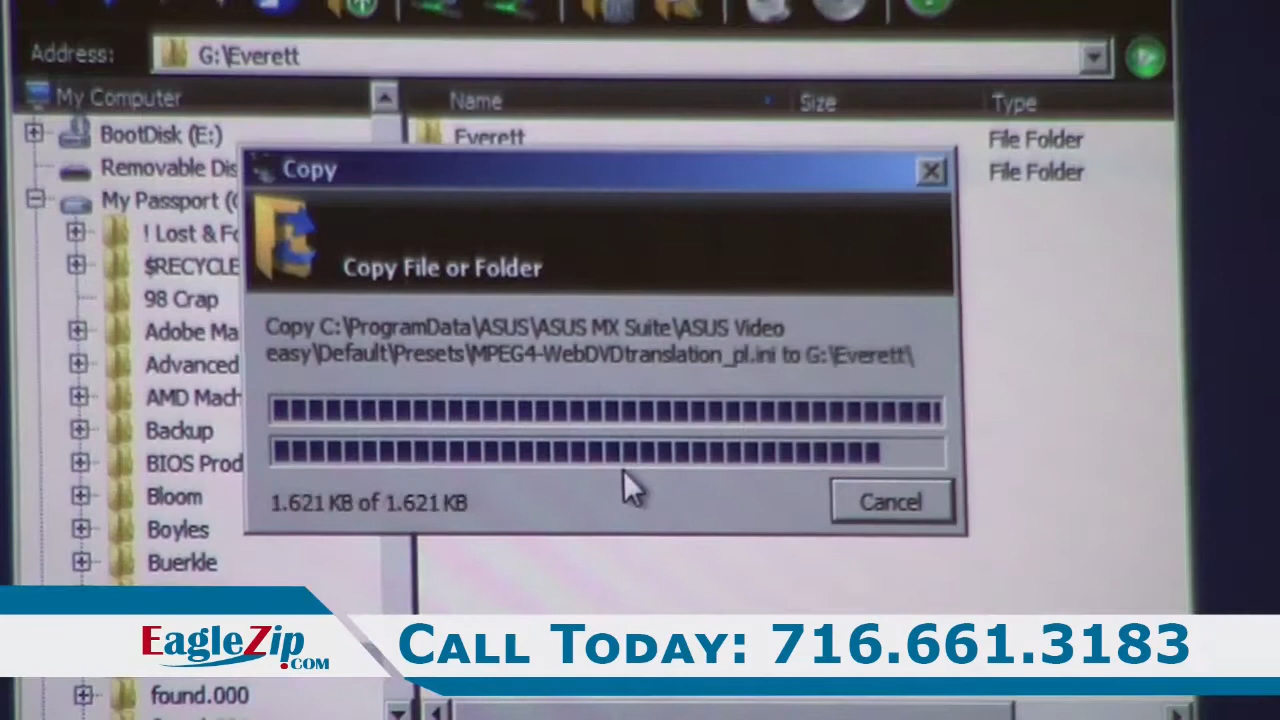 Address: G:\Everett
My Computer
Name Size Type
BootDisk (E:)
Everett File Folder
Removable Dis
File Folder
My Passport (
! Lost & Fo
$RECYCLE
98 Crap
Adobe Ma
Advanced
AMD Mach
Backup
BIOS Prod
Bloom
Boyles
Buerkle
found.000
Copy
Copy File or Folder
Copy C:\ProgramData\ASUS\ASUS MX Suite\ASUS Video
easy\Default\Presets\MPEG4-WebDVDtranslation_pl.ini to G:\Everett\
1.621 KB of 1.621 KB
Cancel
EagleZip.COM
CALL TODAY: 716.661.3183